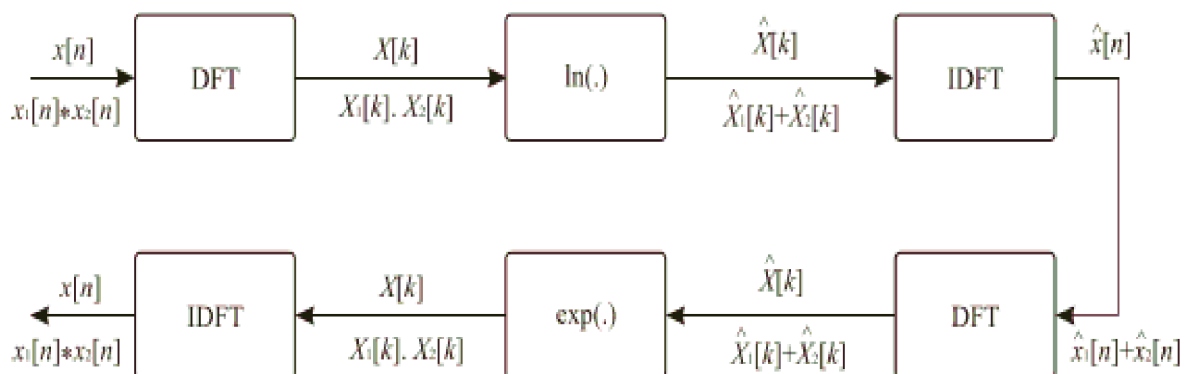 x[n]
x₁[n]*x₂[n]
DFT
X[k]
X₁[k]. X₂[k]
ln(.)
X̂[k]
X̂₁[k]+X̂₂[k]
IDFT
x̂[n]
x̂₁[n]+x̂₂[n]
DFT
X̂[k]
X̂₁[k]+X̂₂[k]
exp(.)
X[k]
X₁[k]. X₂[k]
IDFT
x[n]
x₁[n]*x₂[n]